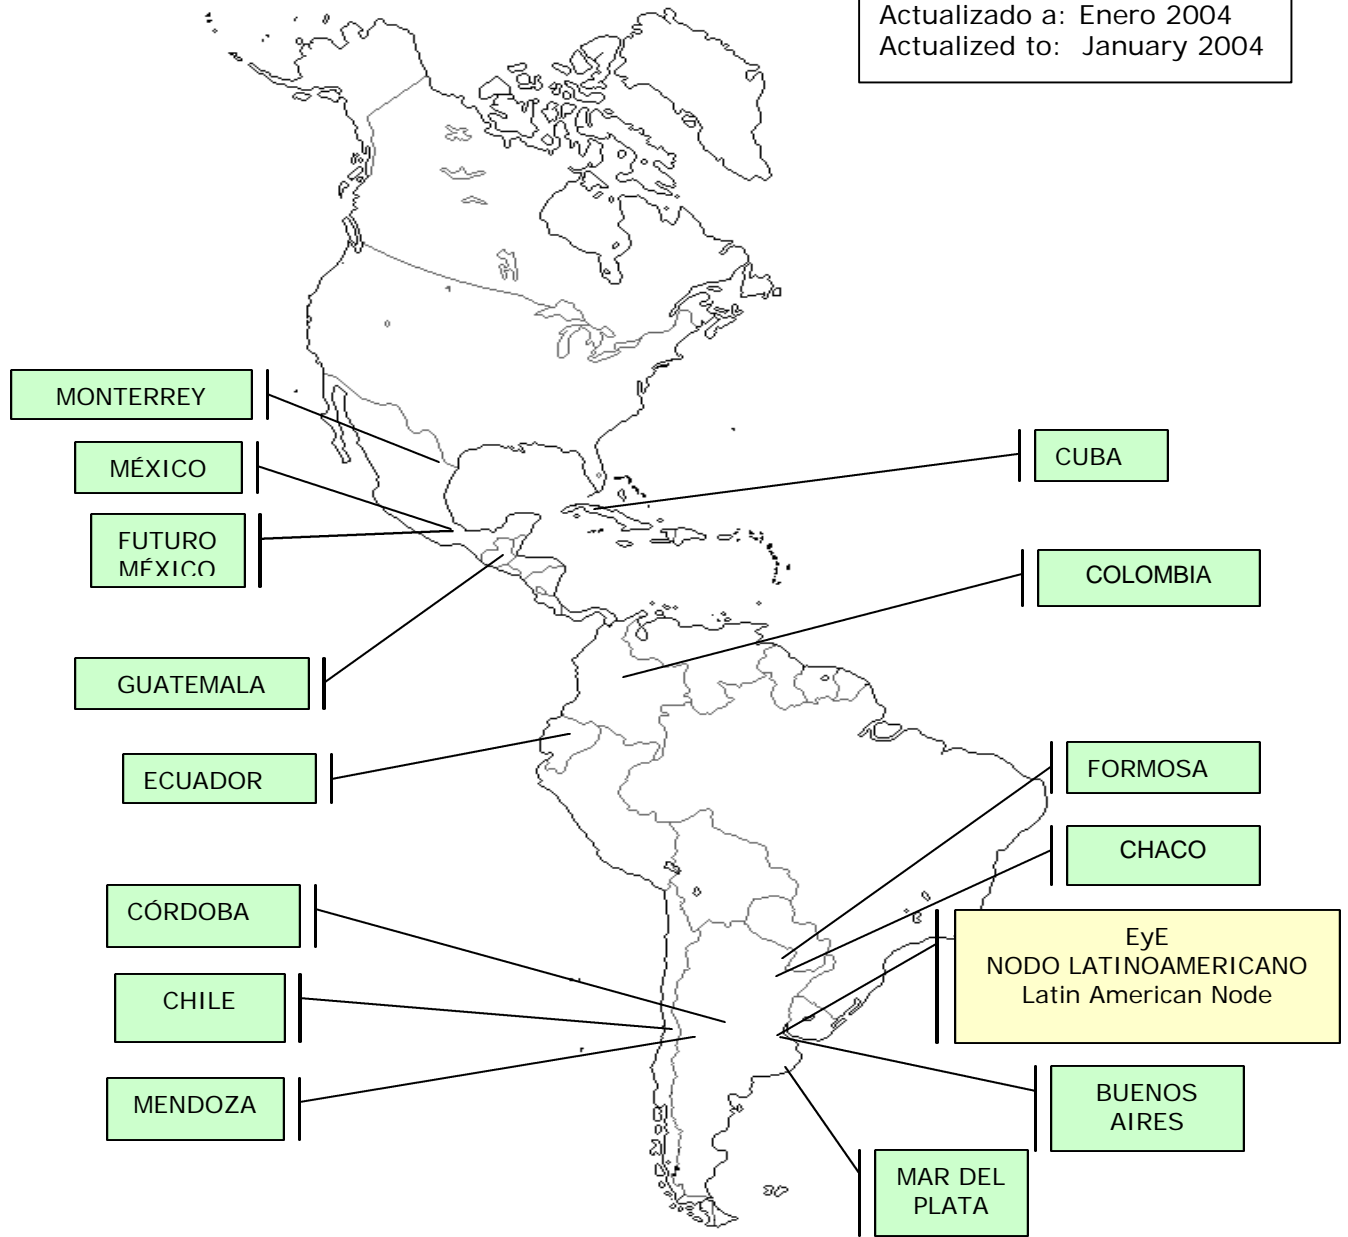 Actualizado a: Enero 2004
Actualized to: January 2004
MONTERREY
MÉXICO
FUTURO
MÉXICO
GUATEMALA
ECUADOR
CÓRDOBA
CHILE
MENDOZA
CUBA
COLOMBIA
FORMOSA
CHACO
EyE
NODO LATINOAMERICANO
Latin American Node
BUENOS
AIRES
MAR DEL
PLATA